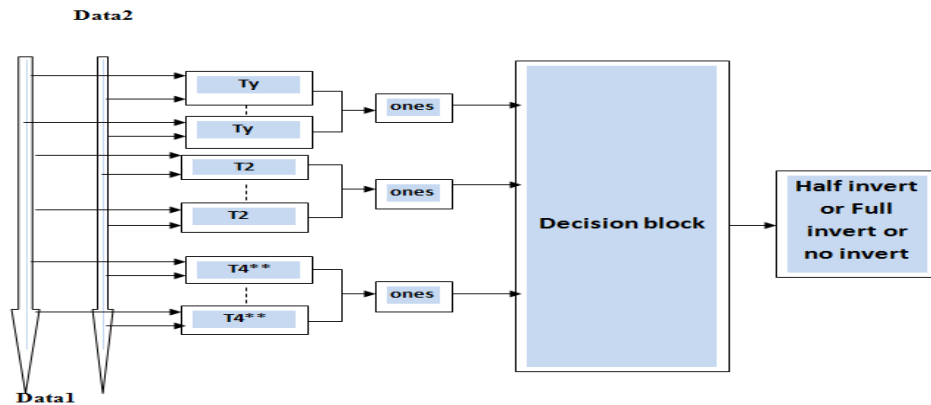 Data2
Ty
ones
Ty
T2
ones
T2
T4**
ones
T4**
Decision block
Half invert
or Full
invert or
no invert
Data1